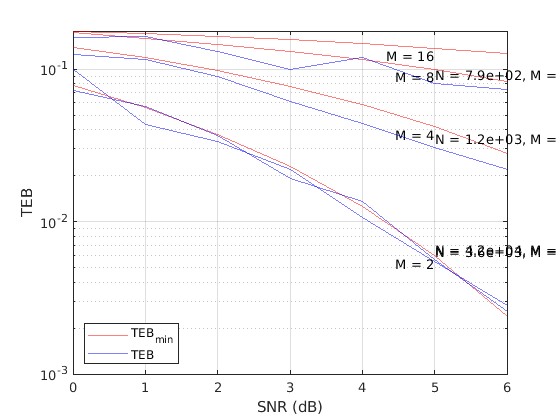 10^-1
10^-2
10^-3
TEB
M = 16
M = 8
N = 7.9e+02, M =
M = 4
N = 1.2e+03, M =
M = 2
TEB_min
TEB
0 1 2 3 4 5 6
SNR (dB)